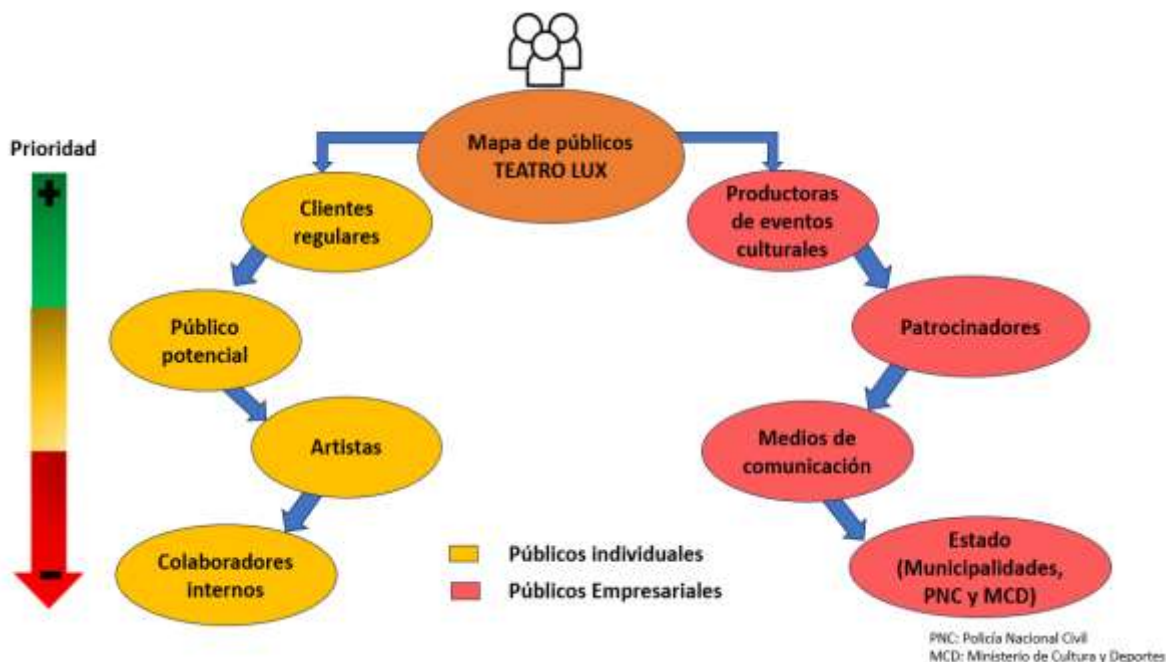 Mapa de públicos
TEATRO LUX
Prioridad
+
Clientes
regulares
Productoras
de eventos
culturales
Público
potencial
Patrocinadores
Artistas
Medios de
comunicación
Colaboradores
internos
Estado
(Municipalidades,
PNC y MCD)
-
Públicos individuales
Públicos Empresariales
PNC: Policía Nacional Civil
MCD: Ministerio de Cultura y Deportes